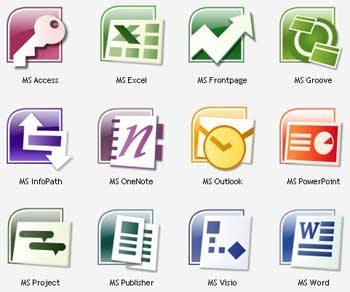 MS Access
MS Excel
MS Frontpage
MS Groove
MS InfoPath
n
MS OneNote
MS Outlook
MS PowerPoint
MS Project
MS Publisher
MS Visio
W
MS Word